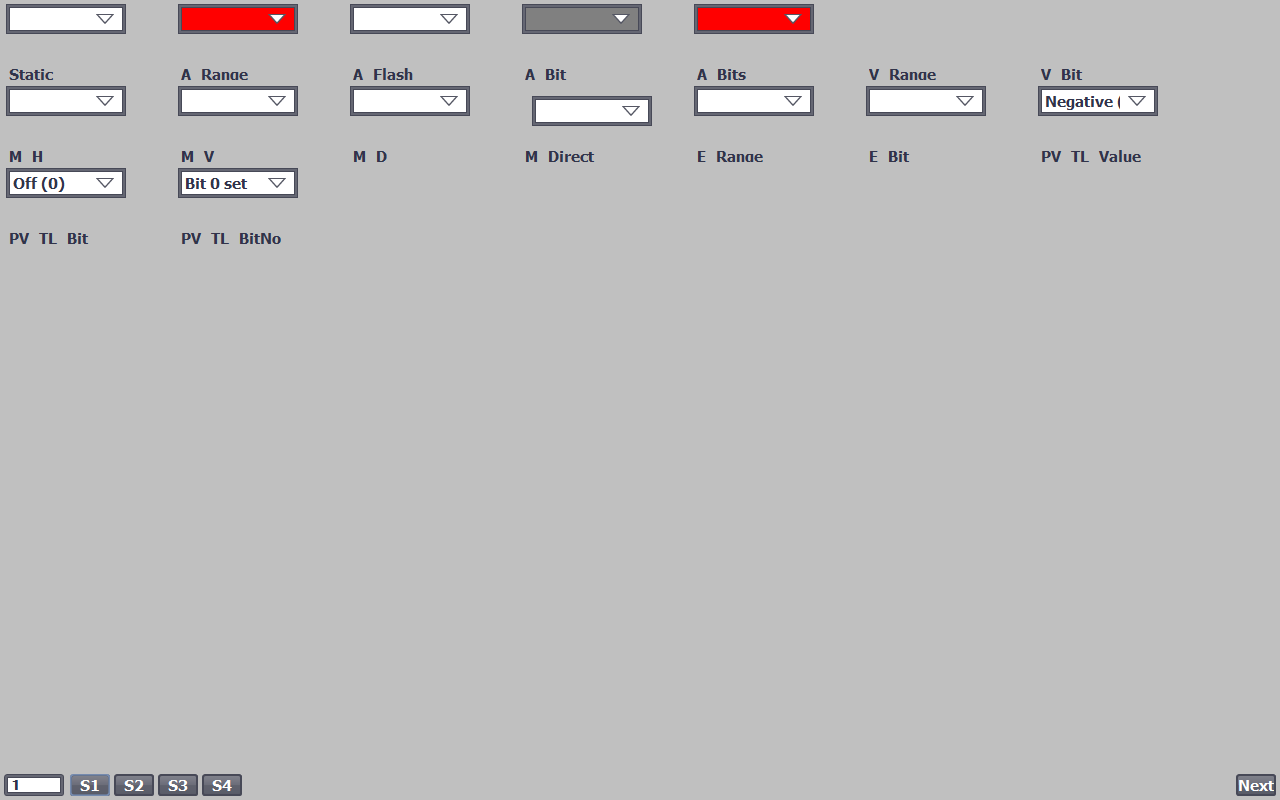 Static A Range A Flash A Bit A Bits V Range V Bit
Negative (
M H M V M D M Direct E Range E Bit PV TL Value
Off (0) Bit 0 set
PV TL Bit PV TL BitNo
1 S1 S2 S3 S4 Next